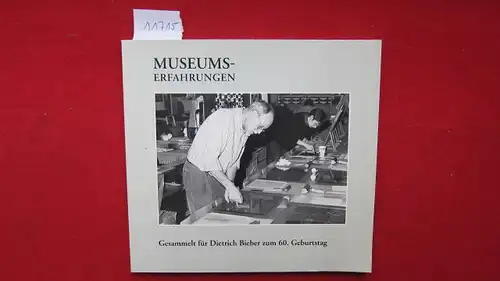 11715
MUSEUMS-
ERFAHRUNGEN
Gesammelt für Dietrich Bieber zum 60. Geburtstag